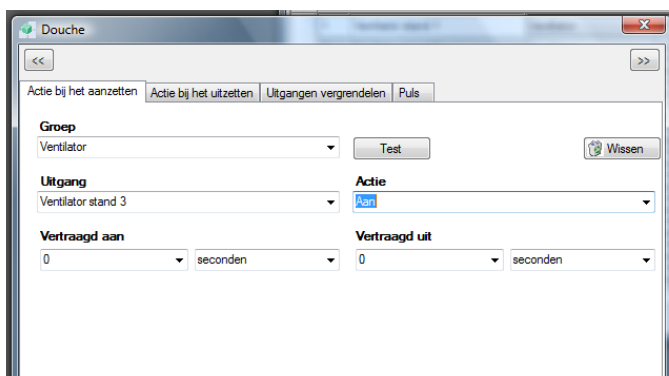 Douche
<< >>
Actie bij het aanzetten Actie bij het uitzetten Uitgangen vergrendelen Puls
Groep
Ventilator Test Wissen
Uitgang Actie
Ventilator stand 3 Aan
Vertraagd aan Vertraagd uit
0 seconden 0 seconden